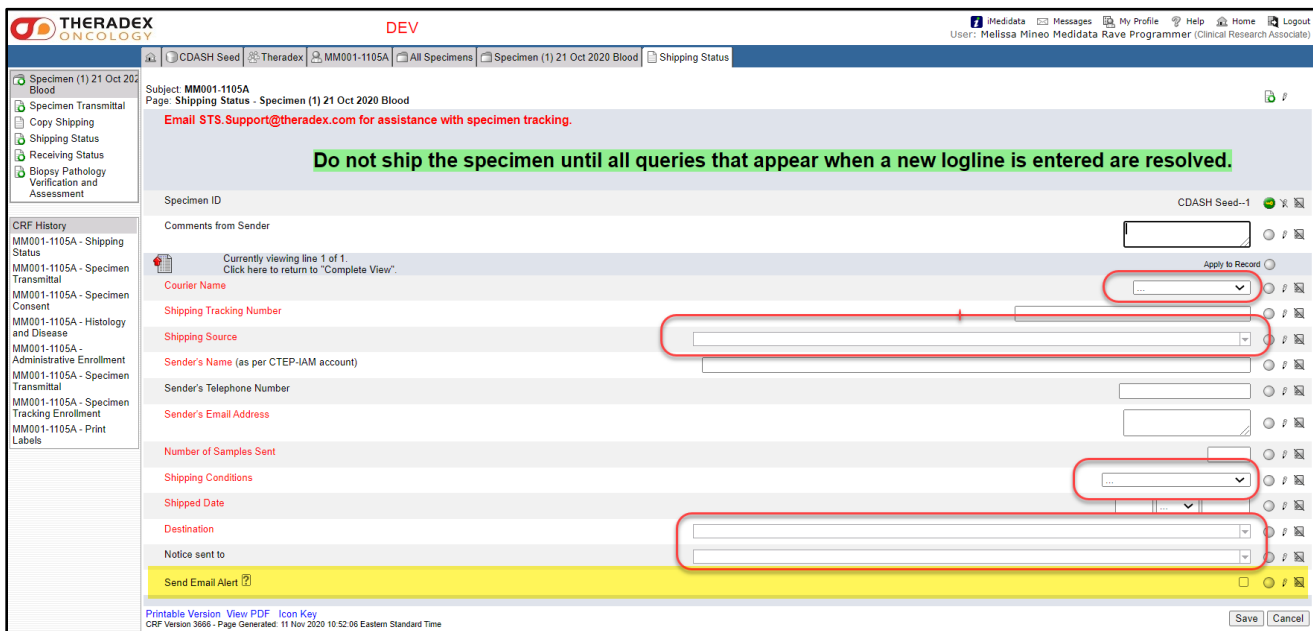 THERADEX
ONCOLOGY
DEV
iMedidata Messages My Profile Help Home Logout
User: Melissa Mineo Medidata Rave Programmer (Clinical Research Associate)
CDASH Seed Theradex MM001-1105A All Specimens Specimen (1) 21 Oct 2020 Blood Shipping Status
Specimen (1) 21 Oct 202
Blood
Specimen Transmittal
Copy Shipping
Shipping Status
Receiving Status
Biopsy Pathology
Verification and
Assessment
CRF History
MM001-1105A - Shipping
Status
MM001-1105A - Specimen
Transmittal
MM001-1105A - Specimen
Consent
MM001-1105A - Histology
and Disease
MM001-1105A -
Administrative Enrollment
MM001-1105A - Specimen
Transmittal
MM001-1105A - Specimen
Tracking Enrollment
MM001-1105A - Print
Labels
Subject: MM001-1105A
Page: Shipping Status - Specimen (1) 21 Oct 2020 Blood
Email STS.Support@theradex.com for assistance with specimen tracking.
Do not ship the specimen until all queries that appear when a new logline is entered are resolved.
Specimen ID CDASH Seed--1
Comments from Sender
Currently viewing line 1 of 1.
Click here to return to "Complete View".
Apply to Record
Courier Name ...
Shipping Tracking Number
Shipping Source
Sender's Name (as per CTEP-IAM account)
Sender's Telephone Number
Sender's Email Address
Number of Samples Sent
Shipping Conditions ...
Shipped Date ...
Destination
Notice sent to
Send Email Alert ?
Printable Version View PDF Icon Key
CRF Version 3666 - Page Generated: 11 Nov 2020 10:52:06 Eastern Standard Time
Save Cancel